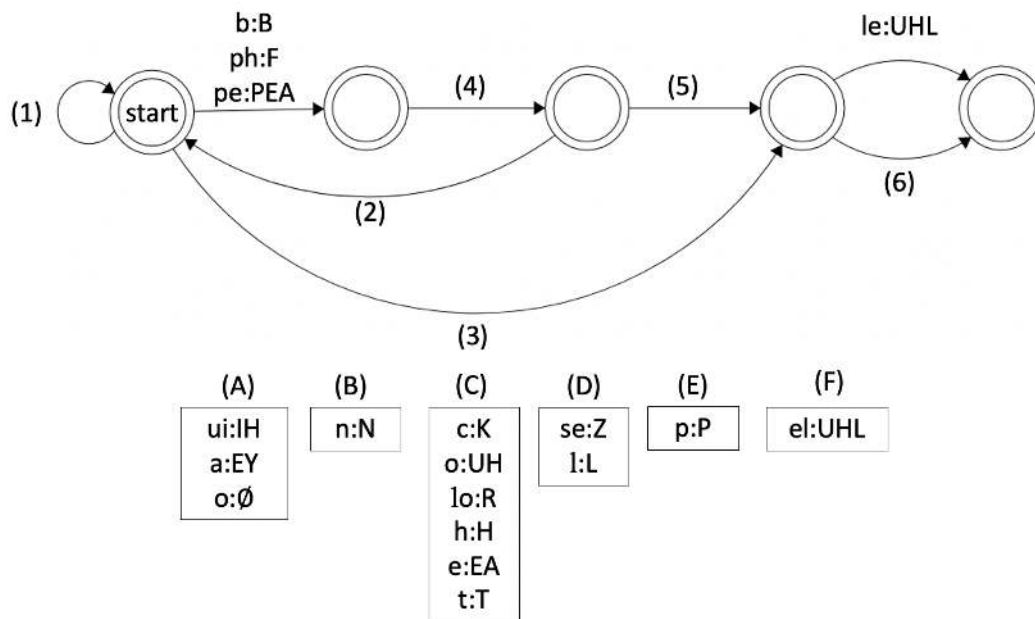 b:B
ph:F
pe:PEA
le:UHL
(1)
start
(4)
(5)
(2)
(6)
(3)
(A) (B) (C) (D) (E) (F)
ui:IH n:N c:K se:Z p:P el:UHL
a:EY o:UH l:L
o:Ø lo:R
h:H
e:EA
t:T